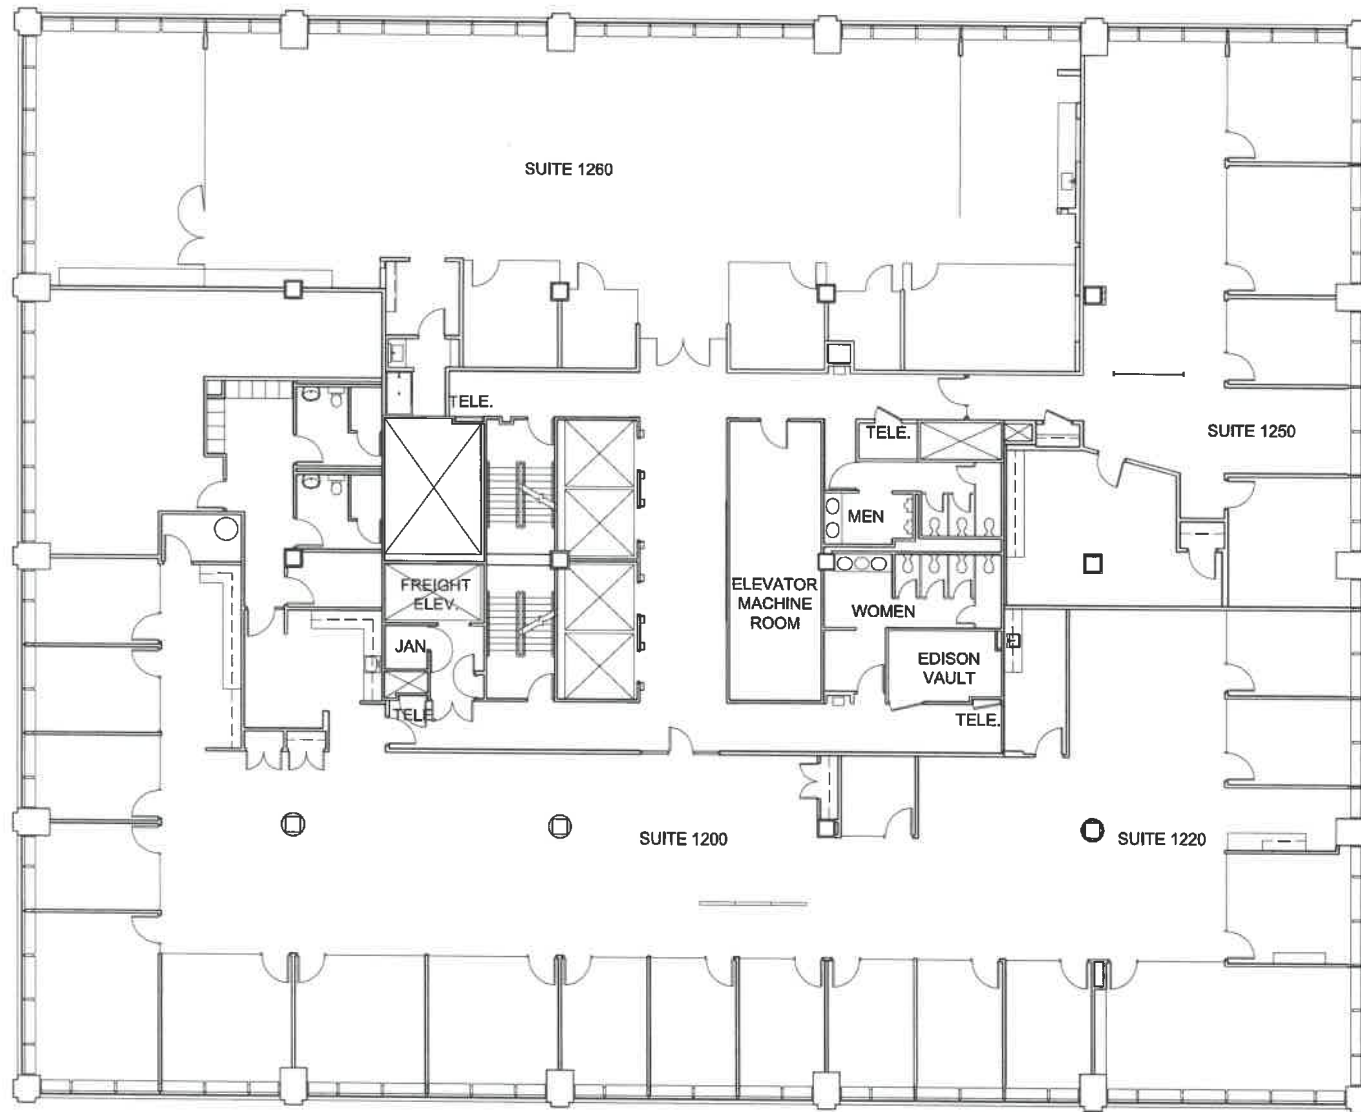 SUITE 1260
TELE.
TELE.
SUITE 1250
MEN
FREIGHT
ELEV.
ELEVATOR
MACHINE
ROOM
WOMEN
JAN.
EDISON
VAULT
TELE.
TELE.
SUITE 1200
SUITE 1220